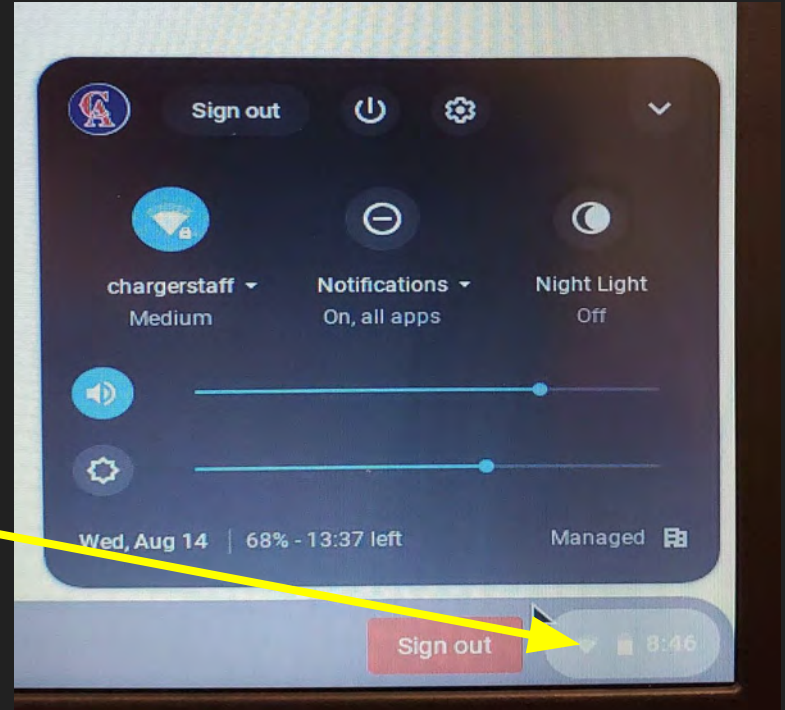 CA
Sign out
chargerstaff
Medium
Notifications
On, all apps
Night Light
Off
Wed, Aug 14 | 68% - 13:37 left
Managed
Sign out
8:46